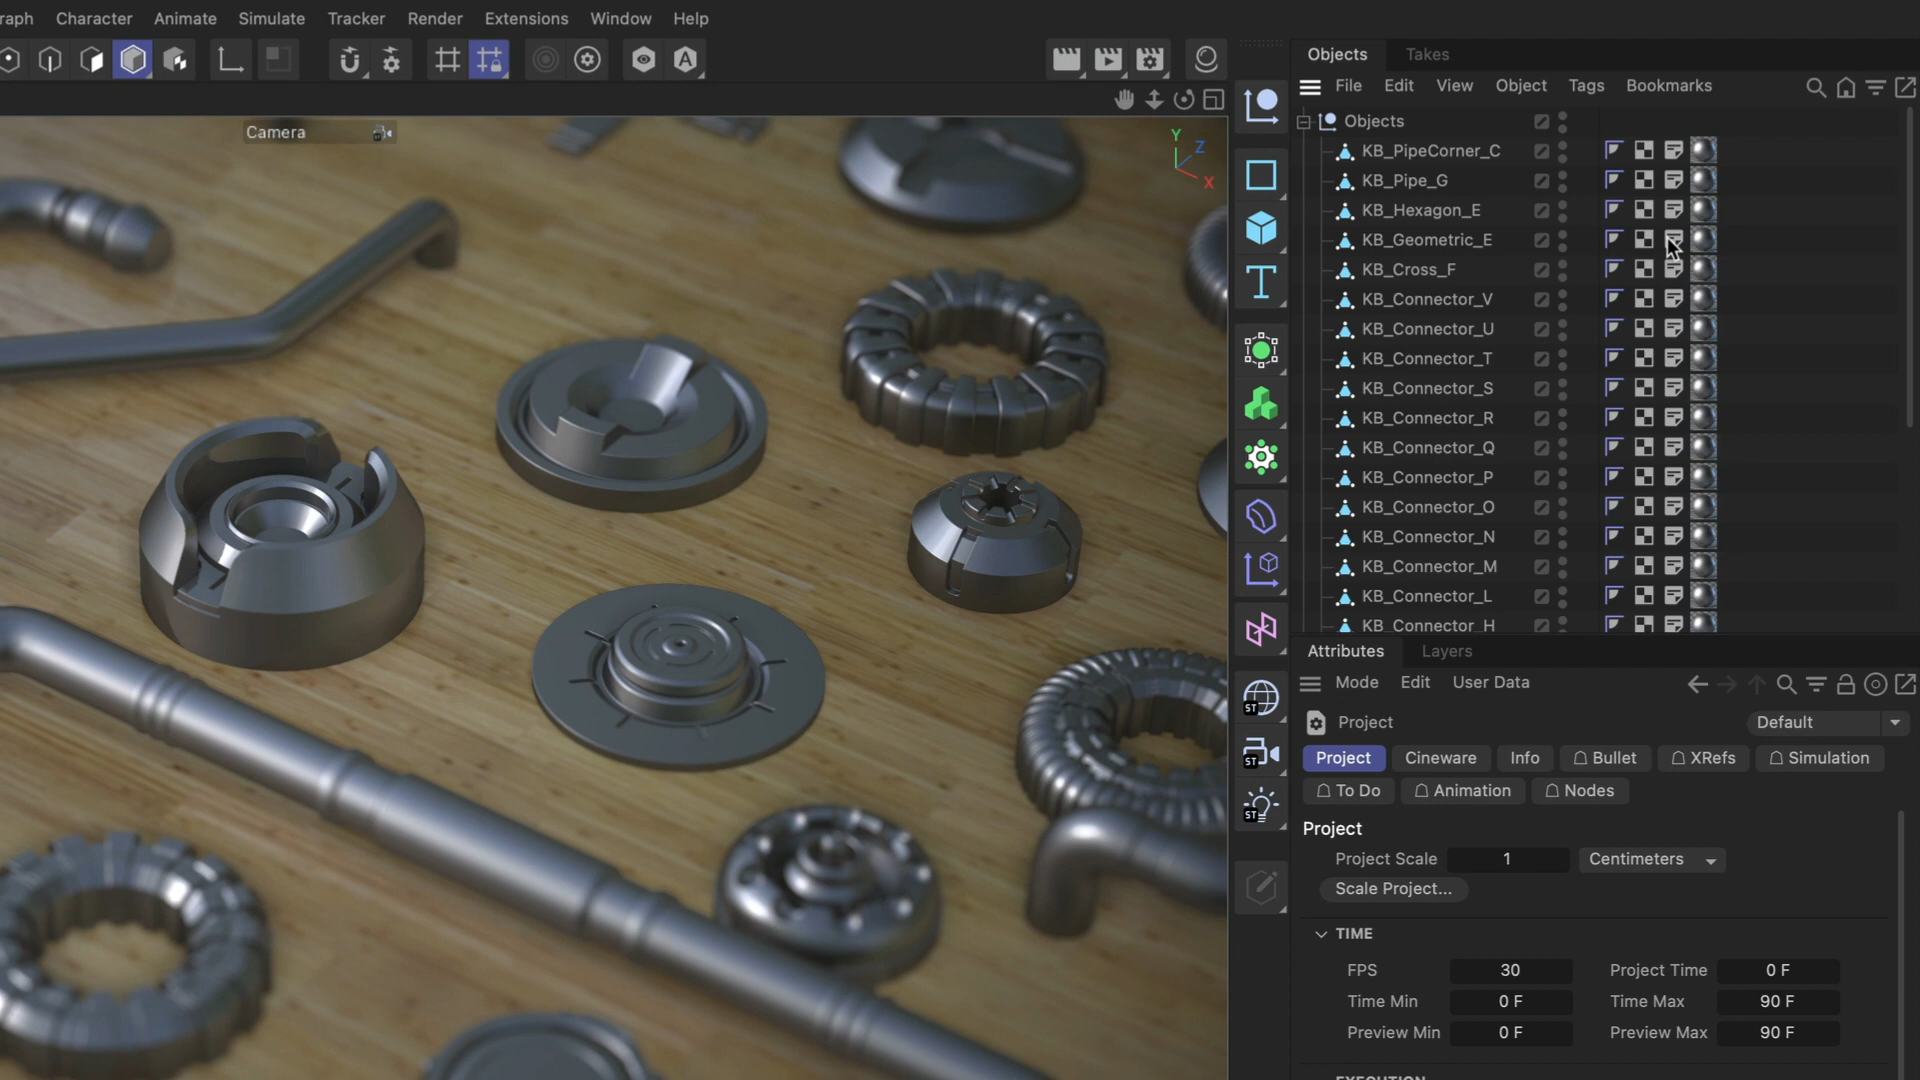 raph Character Animate Simulate Tracker Render Extensions Window Help
Camera
Y
Z
X
Objects Takes
File Edit View Object Tags Bookmarks
Objects
KB_PipeCorner_C
KB_Pipe_G
KB_Hexagon_E
KB_Geometric_E
KB_Cross_F
KB_Connector_V
KB_Connector_U
KB_Connector_T
KB_Connector_S
KB_Connector_R
KB_Connector_Q
KB_Connector_P
KB_Connector_O
KB_Connector_N
KB_Connector_M
KB_Connector_L
KB_Connector_H
ST
ST
ST
Attributes Layers
Mode Edit User Data
Project Default
Project Cineware Info Bullet XRefs Simulation
To Do Animation Nodes
Project
Project Scale 1 Centimeters
Scale Project...
TIME
FPS 30 Project Time 0 F
Time Min 0 F Time Max 90 F
Preview Min 0 F Preview Max 90 F